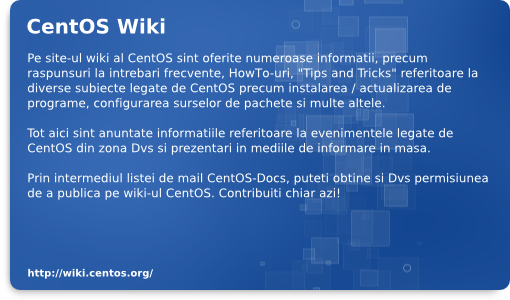 CentOS Wiki
Pe site-ul wiki al CentOS sint oferite numeroase informatii, precum
raspunsuri la intrebari frecvente, HowTo-uri, "Tips and Tricks" referitoare la
diverse subiecte legate de CentOS precum instalarea / actualizarea de
programe, configurarea surselor de pachete si multe altele.
Tot aici sint anuntate informatiile referitoare la evenimentele legate de
CentOS din zona Dvs si prezentari in mediile de informare in masa.
Prin intermediul listei de mail CentOS-Docs, puteti obtine si Dvs permisiunea
de a publica pe wiki-ul CentOS. Contribuiti chiar azi!
http://wiki.centos.org/